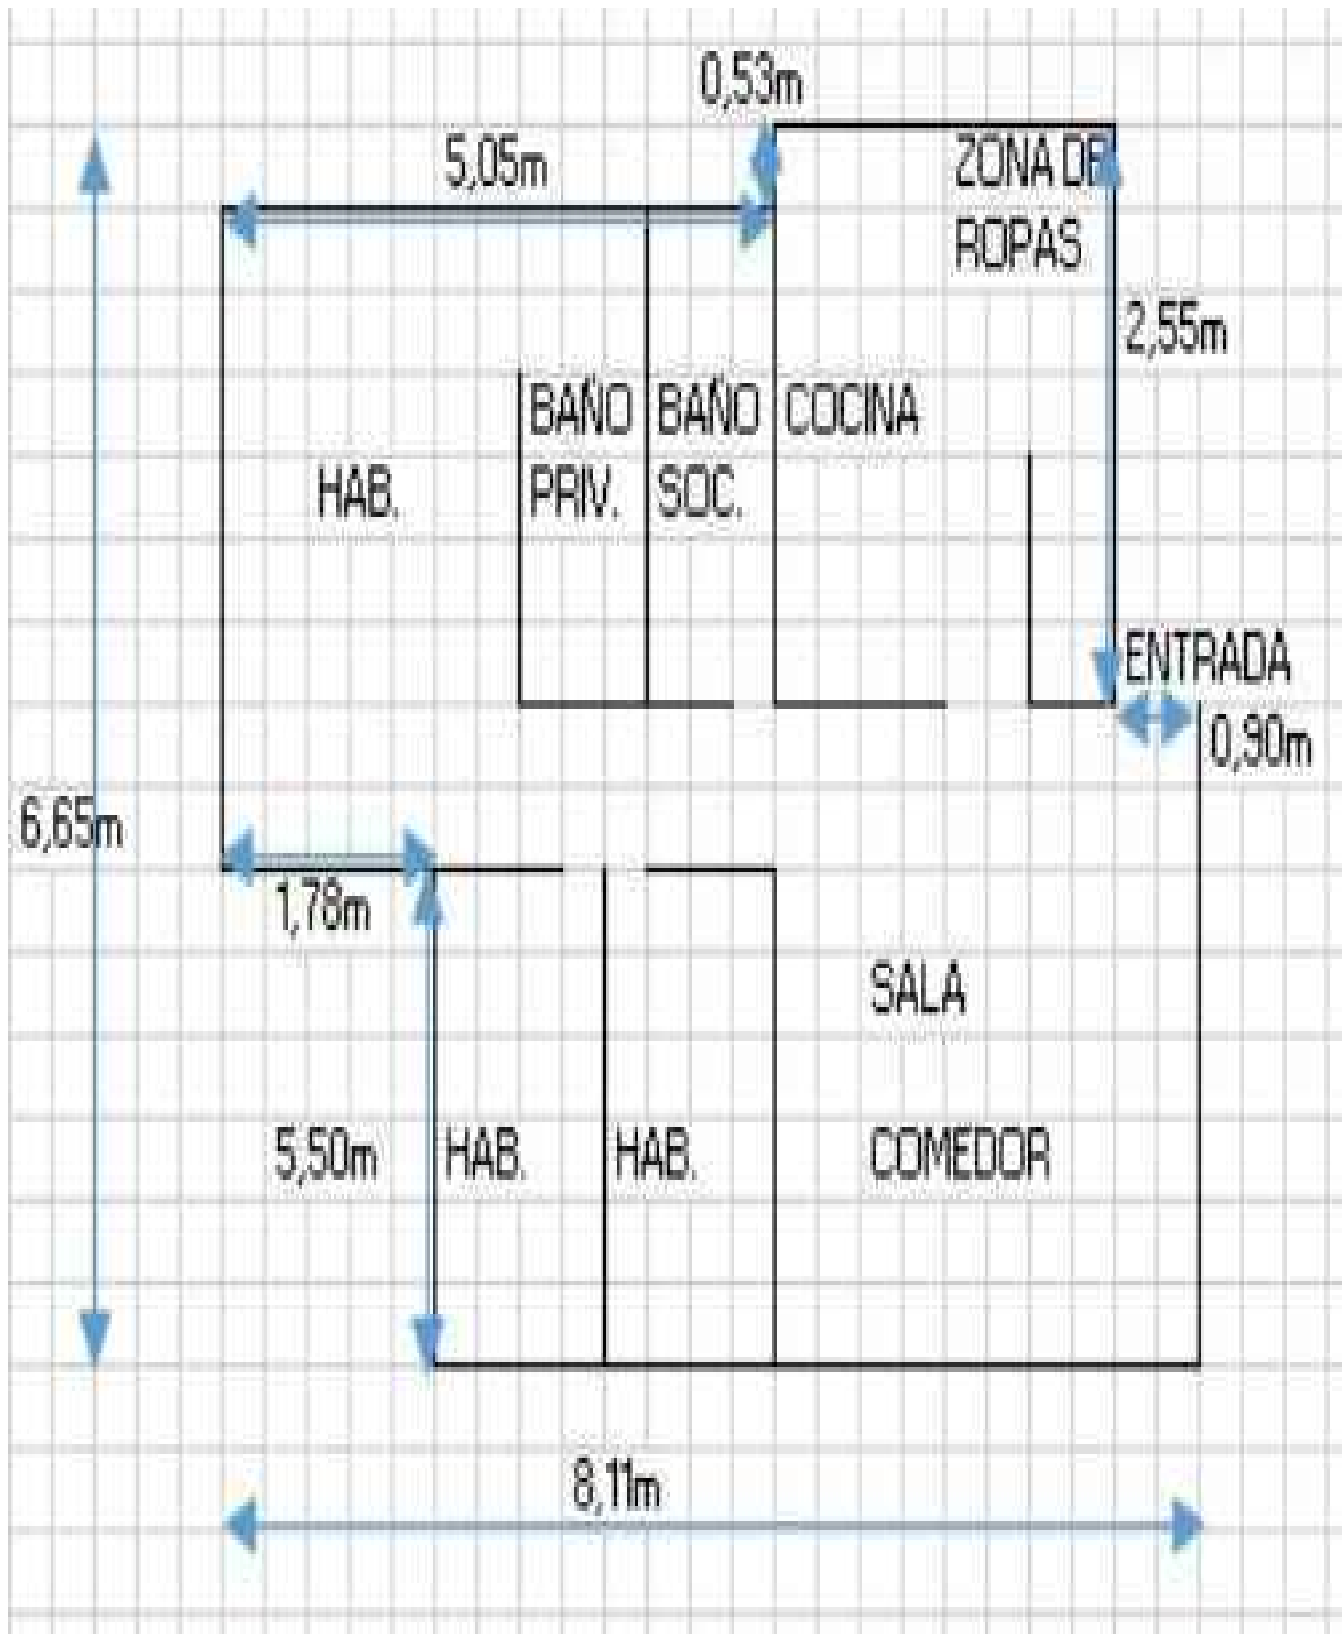 0,53m
5,05m
ZONA DE
ROPAS
2,55m
BAÑO
PRIV.
BAÑO
SOC.
COCINA
HAB.
ENTRADA
0,90m
6,65m
1,78m
SALA
5,50m
HAB.
HAB.
COMEDOR
8,11m